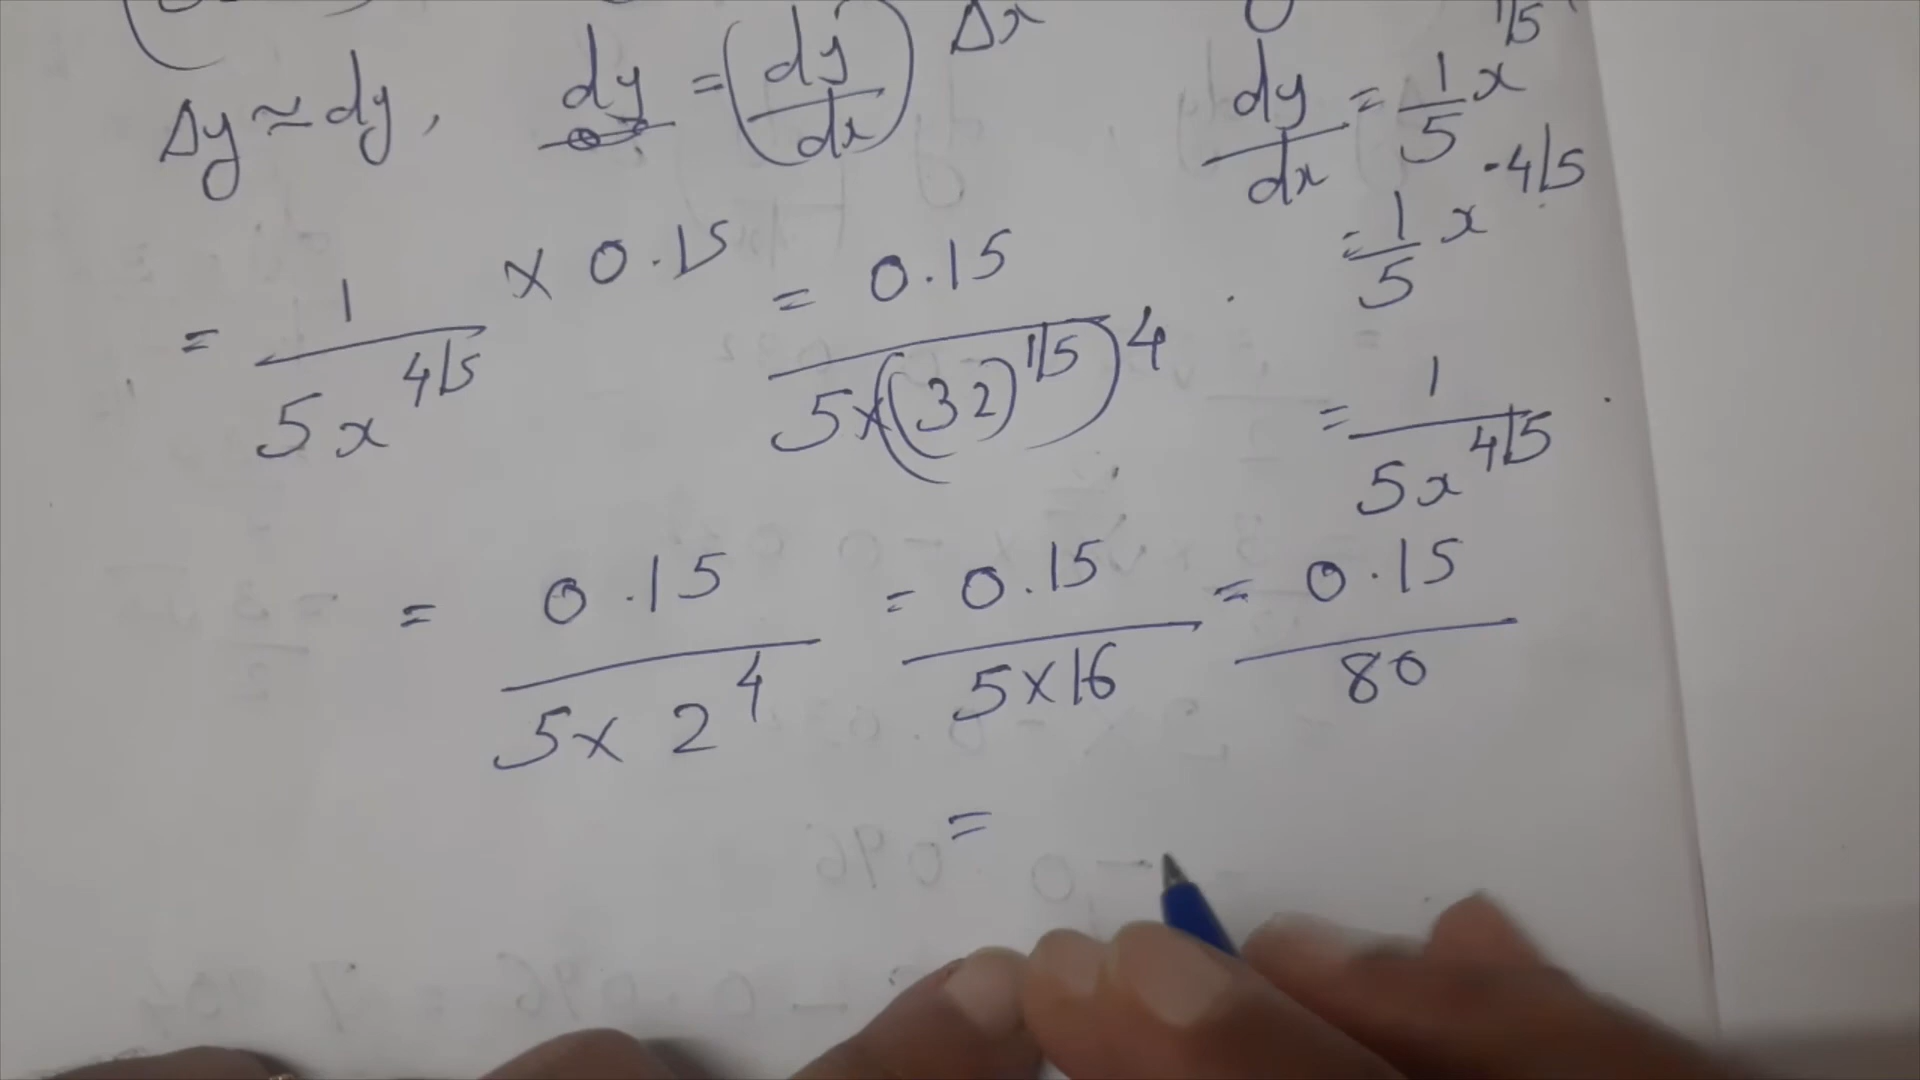 Δy ≈ dy, dy = (dy/dx) Δx
= 1/5x^4/5 × 0.15 = 0.15/5×((32)^1/5)^4
= 0.15/5×2^4 = 0.15/5×16 = 0.15/80
=
1/5
dy/dx = 1/5 x
= 1/5 x^-4/5
= 1/5x^4/5